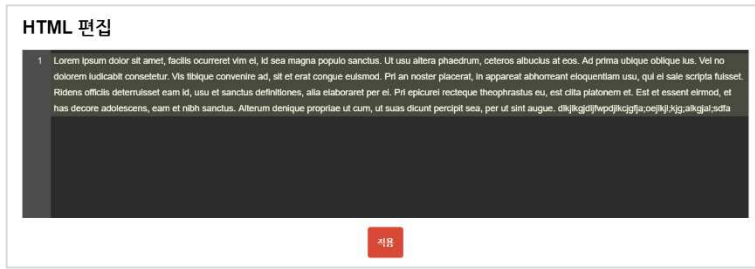 HTML 편집
1 Lorem ipsum dolor sit amet, facilis ocurreret vim ei, id sea magna populo sanctus. Ut usu altera phaedrum, ceteros albucius at eos. Ad prima ubique oblique ius. Vel no
dolorem iudicabit consetetur. Vis tibique convenire ad, sit et erat congue euismod. Pri an noster placerat, in appareat abhorreant eloquentiam usu, qui ei sale scripta fuisset.
Ridens officiis deterruisset eam id, usu et sanctus definitiones, alia elaboraret per ei. Pri epicurei recteque theophrastus eu, est clita platonem et. Est et essent eirmod, et
has decore adolescens, eam et nibh sanctus. Alterum denique propriae ut cum, ut suas dicunt percipit sea, per ut sint augue.
적용